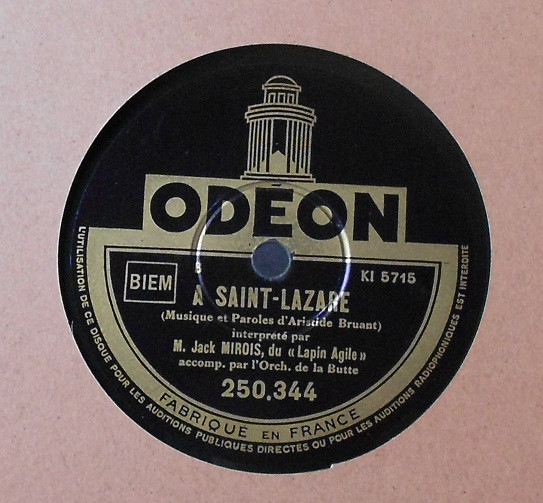 ODEON
BIEM
KI 5715
A SAINT-LAZARE
(Musique et Paroles d'Aristide Bruant)
interprété par
M. Jack MIROIS, du « Lapin Agile »
accomp. par l'Orch. de la Butte
250.344
FABRIQUÉ EN FRANCE
L'UTILISATION DE CE DISQUE POUR LES AUDITIONS PUBLIQUES DIRECTES OU POUR LES AUDITIONS RADIOPHONIQUES EST INTERDITE